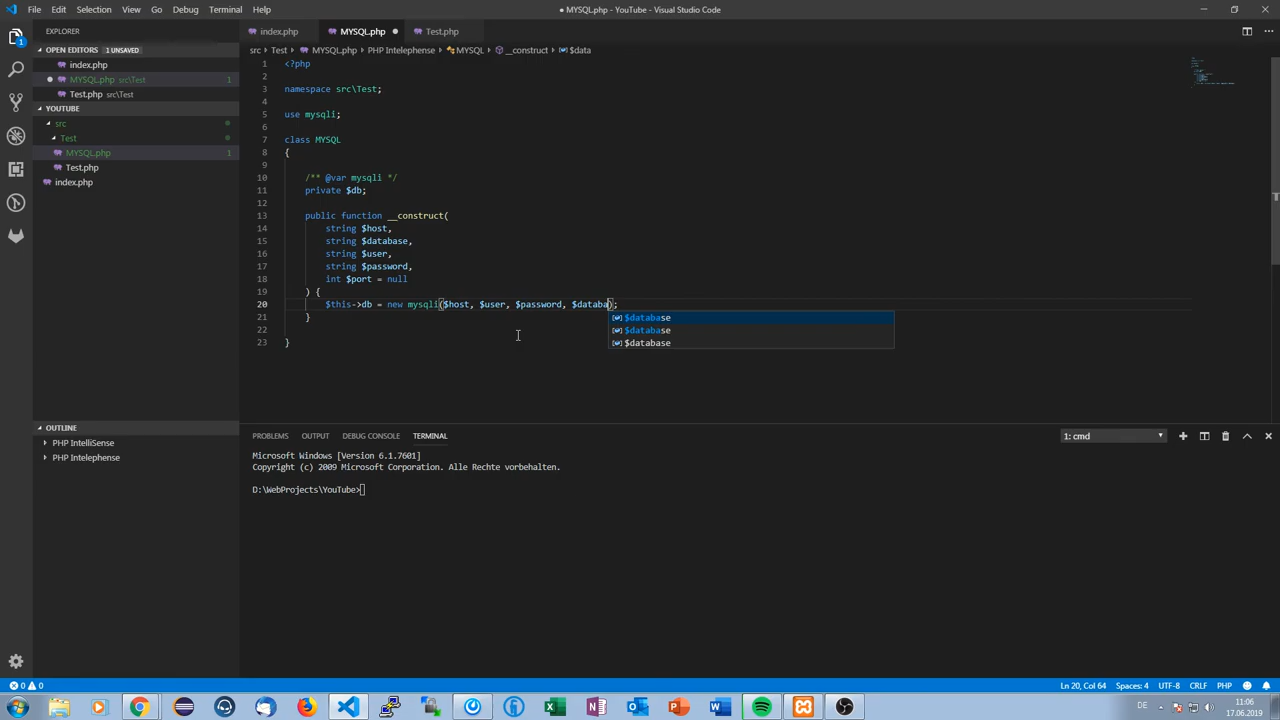 File Edit Selection View Go Debug Terminal Help
● MYSQL.php - YouTube - Visual Studio Code
EXPLORER
index.php
MYSQL.php ●
Test.php
OPEN EDITORS 1 UNSAVED
src > Test > MYSQL.php > PHP Intelephense > MYSQL > __construct > $data
index.php
● MYSQL.php src\Test 1
Test.php src\Test
YOUTUBE
src
Test
MYSQL.php 1
Test.php
index.php
1 <?php
2
3 namespace src\Test;
4
5 use mysqli;
6
7 class MYSQL
8 {
9
10 /** @var mysqli */
11 private $db;
12
13 public function __construct(
14 string $host,
15 string $database,
16 string $user,
17 string $password,
18 int $port = null
19 ) {
20 $this->db = new mysqli($host, $user, $password, $databa);
21 }
22
23 }
$database
$database
$database
OUTLINE
PHP IntelliSense
PHP Intelephense
PROBLEMS OUTPUT DEBUG CONSOLE TERMINAL
1: cmd
Microsoft Windows [Version 6.1.7601]
Copyright (c) 2009 Microsoft Corporation. Alle Rechte vorbehalten.
D:\WebProjects\YouTube>
0 0
Ln 20, Col 64 Spaces: 4 UTF-8 CRLF PHP
DE
11:06
17.06.2019